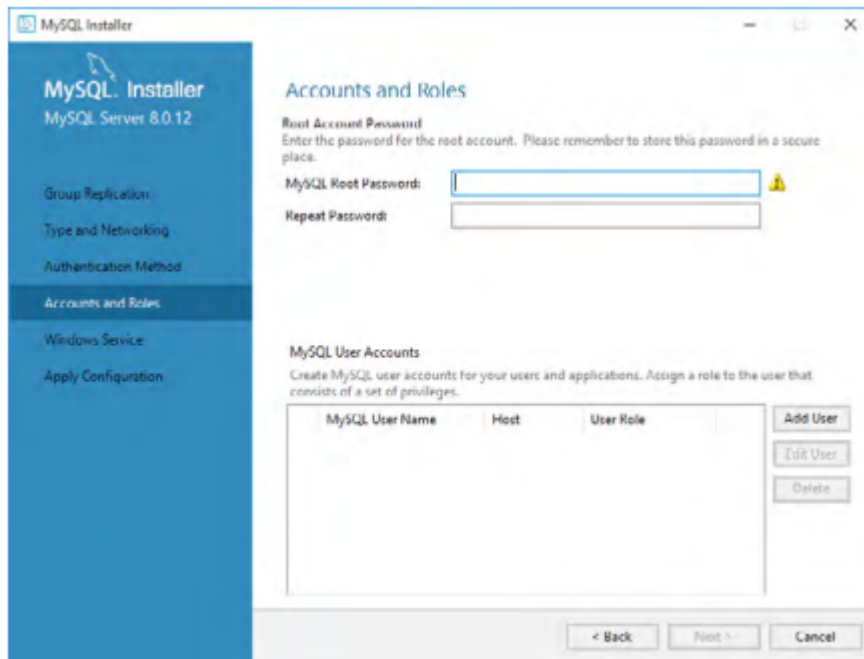 MySQL Installer
MySQL. Installer
MySQL Server 8.0.12
Group Replication
Type and Networking
Authentication Method
Accounts and Roles
Windows Service
Apply Configuration
Accounts and Roles
Root Account Password
Enter the password for the root account. Please remember to store this password in a secure
place.
MySQL Root Password:
Repeat Password:
MySQL User Accounts
Create MySQL user accounts for your users and applications. Assign a role to the user that
consists of a set of privileges.
MySQL User Name Host User Role
Add User
Edit User
Delete
< Back Next > Cancel